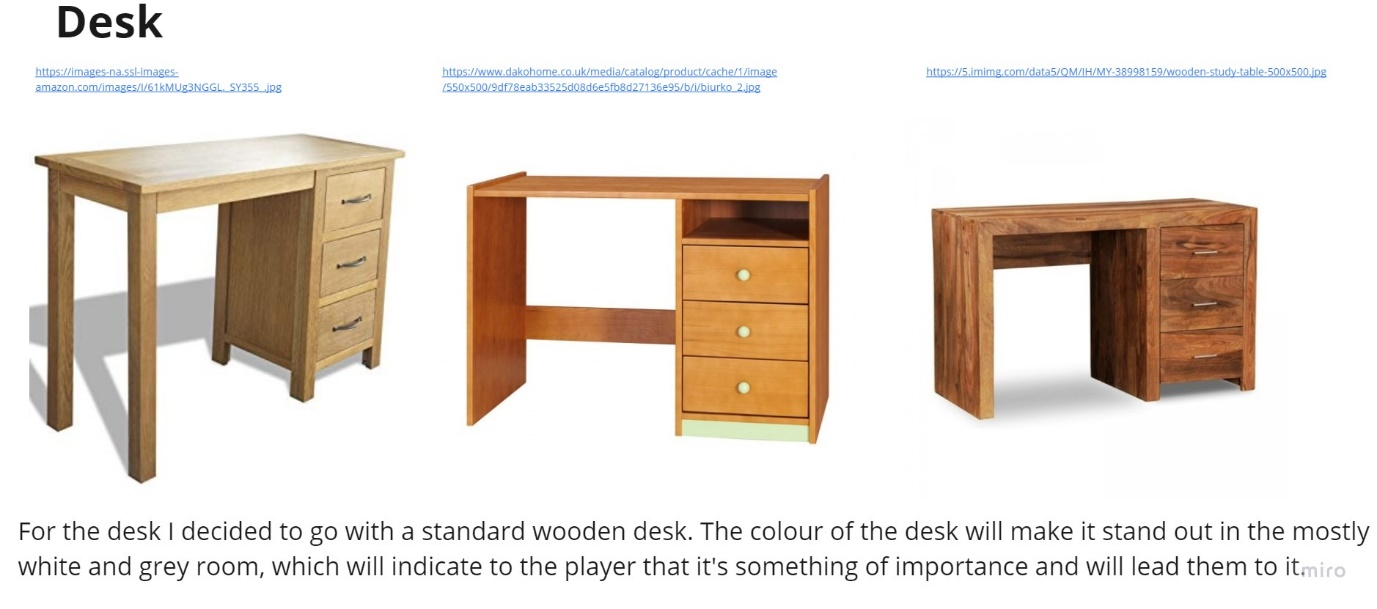 Desk
https://images-na.ssl-images-
amazon.com/images/I/61kMUg3NGGL._SY355_.jpg
https://www.dakohome.co.uk/media/catalog/product/cache/1/image
/550x500/9df78eab33525d08d6e5fb8d27136e95/b/i/biurko_2.jpg
https://5.imimg.com/data5/QM/IH/MY-38998159/wooden-study-table-500x500.jpg
For the desk I decided to go with a standard wooden desk. The colour of the desk will make it stand out in the mostly
white and grey room, which will indicate to the player that it's something of importance and will lead them to it.
miro